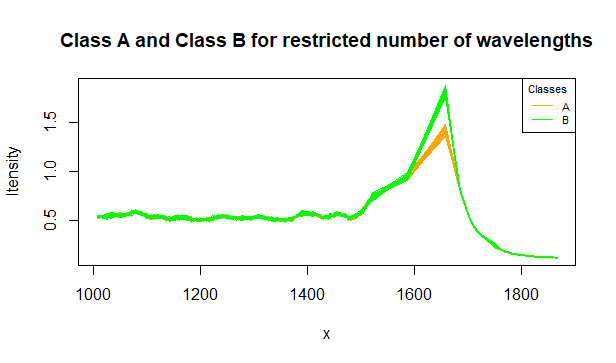 Class A and Class B for restricted number of wavelengths
Classes
A
B
Itensity
1.5
1.0
0.5
1000 1200 1400 1600 1800
x